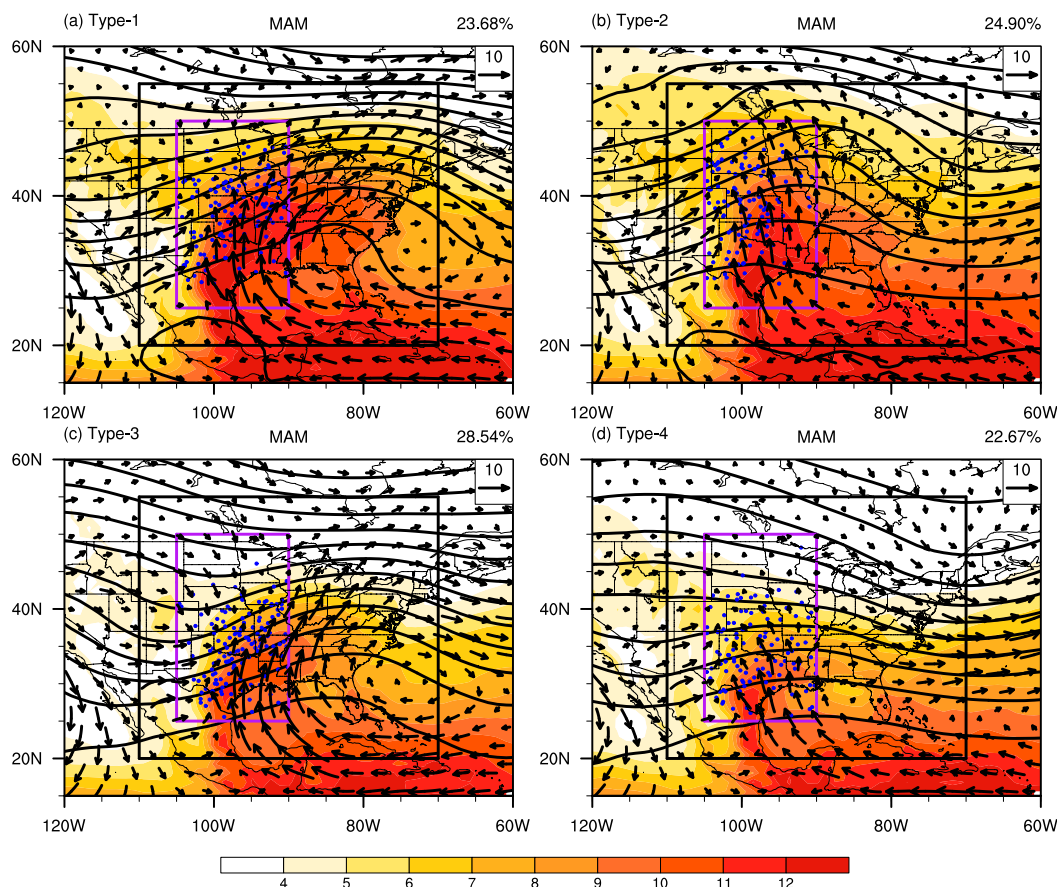 (a) Type-1 MAM 23.68%
(b) Type-2 MAM 24.90%
60N 10
60N 10
40N
40N
20N
20N
120W 100W 80W 60W
120W 100W 80W 60W
(c) Type-3 MAM 28.54%
(d) Type-4 MAM 22.67%
60N 10
60N 10
40N
40N
20N
20N
120W 100W 80W 60W
120W 100W 80W 60W
4 5 6 7 8 9 10 11 12